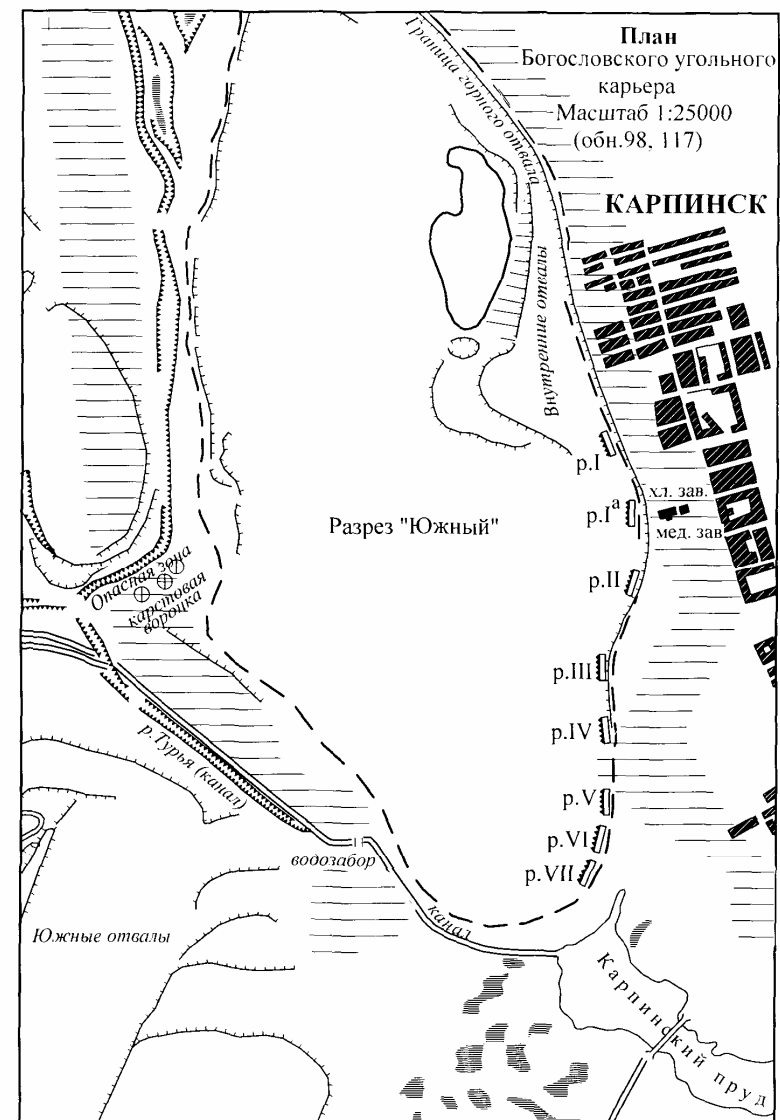 План
Богословского угольного
карьера
Масштаб 1:25000
(обн.98, 117)
Граница горного отвала
КАРПИНСК
Внутренние отвалы
р.I
хл. зав.
р.Iа
мед. зав
Разрез "Южный"
р.II
Опасная зона
карстовая
воронка
р.III
р.IV
р.Турья (канал)
р.V
р.VI
водозабор
р.VII
канал
Южные отвалы
Карпинский пруд